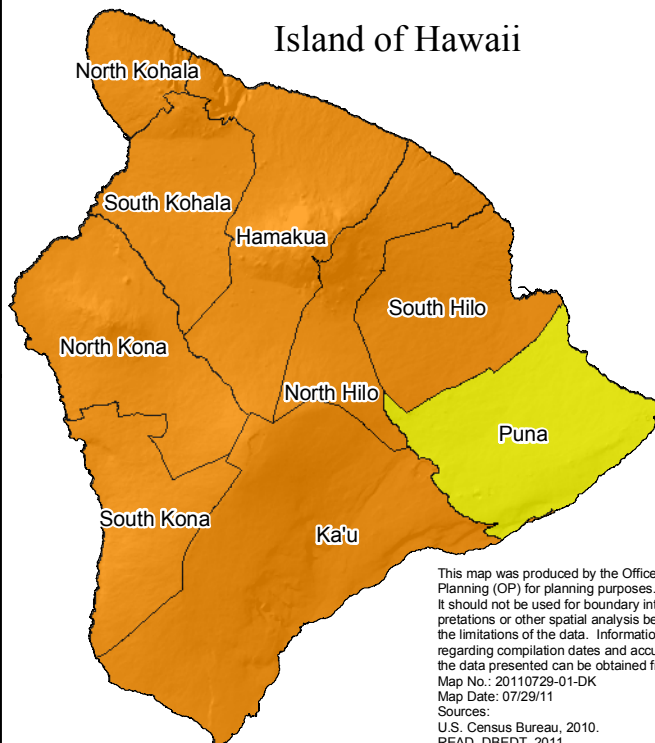 Island of Hawaii
North Kohala
South Kohala
Hamakua
South Hilo
North Kona
North Hilo
Puna
South Kona
Ka'u
This map was produced by the Office
Planning (OP) for planning purposes.
It should not be used for boundary
pretations or other spatial analysis
the limitations of the data. Informatio
regarding compilation dates and
the data presented can be obtained
Map No.: 20110729-01-DK
Map Date: 07/29/11
Sources:
U.S. Census Bureau, 2010.
READ, DBEDT, 2011